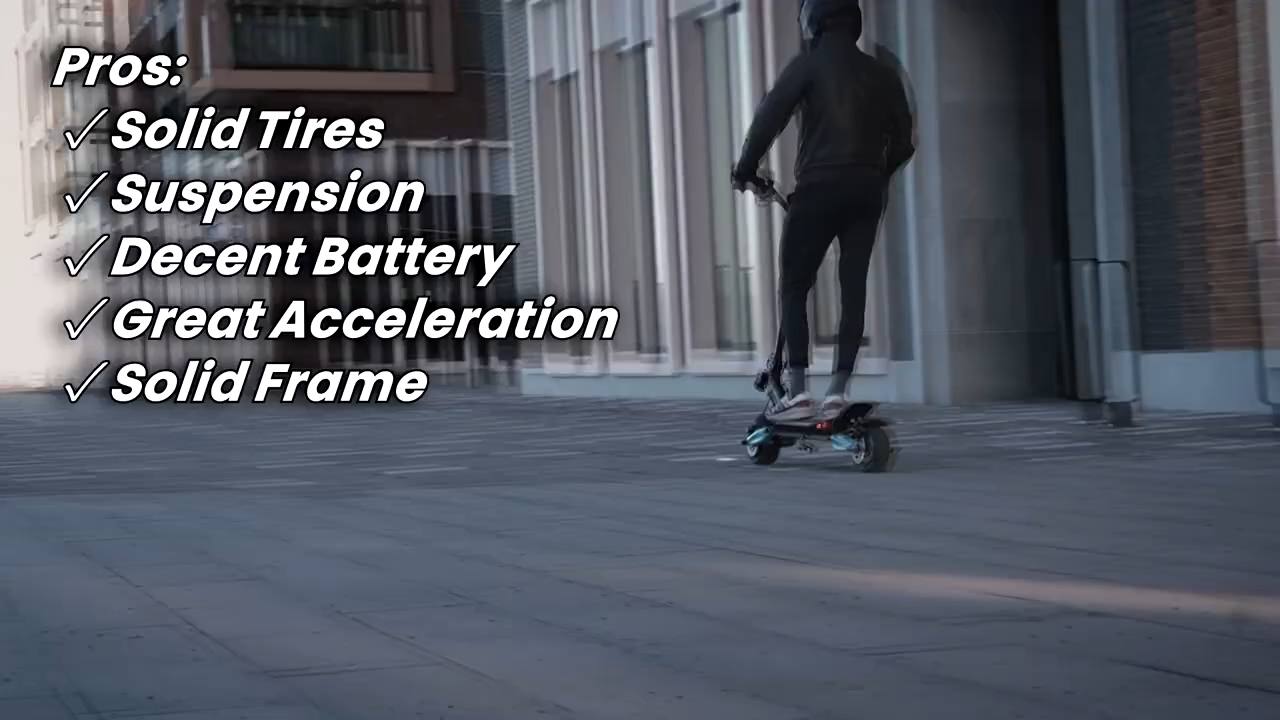 Pros:
✓ Solid Tires
✓ Suspension
✓ Decent Battery
✓ Great Acceleration
✓ Solid Frame